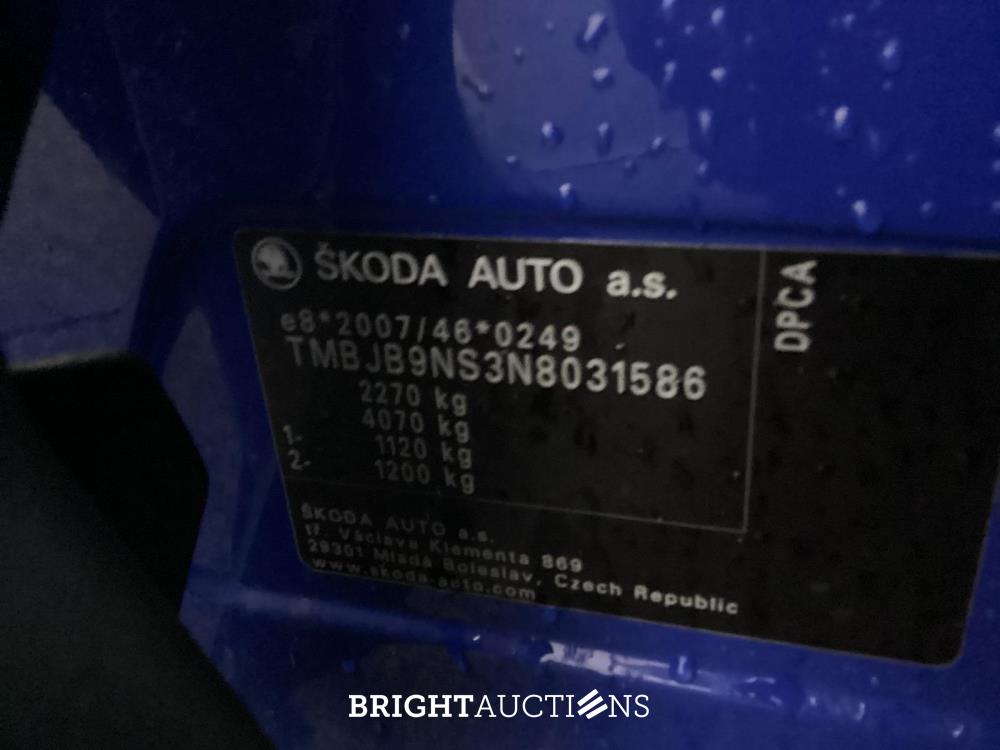 ŠKODA AUTO a.s.
DPCA
e8*2007/46*0249
TMBJB9NS3N8031586
2270 kg
4070 kg
1- 1120 kg
2- 1200 kg
ŠKODA AUTO a.s.
tř. Václava Klementa 869
29301 Mladá Boleslav, Czech Republic
www.skoda-auto.com
BRIGHTAUCTIONS